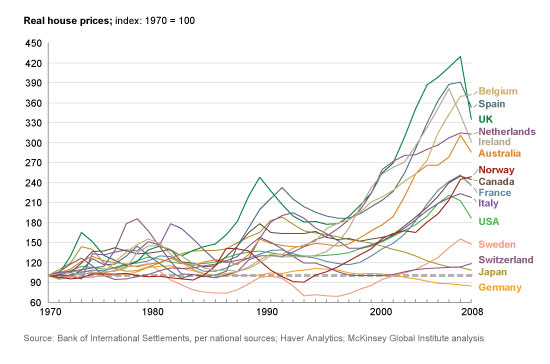 Real house prices; index: 1970 = 100
450
420
390
360
330
300
270
240
210
180
150
120
90
60
1970
1980
1990
2000
2008
Belgium
Spain
UK
Netherlands
Ireland
Australia
Norway
Canada
France
Italy
USA
Sweden
Switzerland
Japan
Germany
Source: Bank of International Settlements, per national sources; Haver Analytics; McKinsey Global Institute analysis